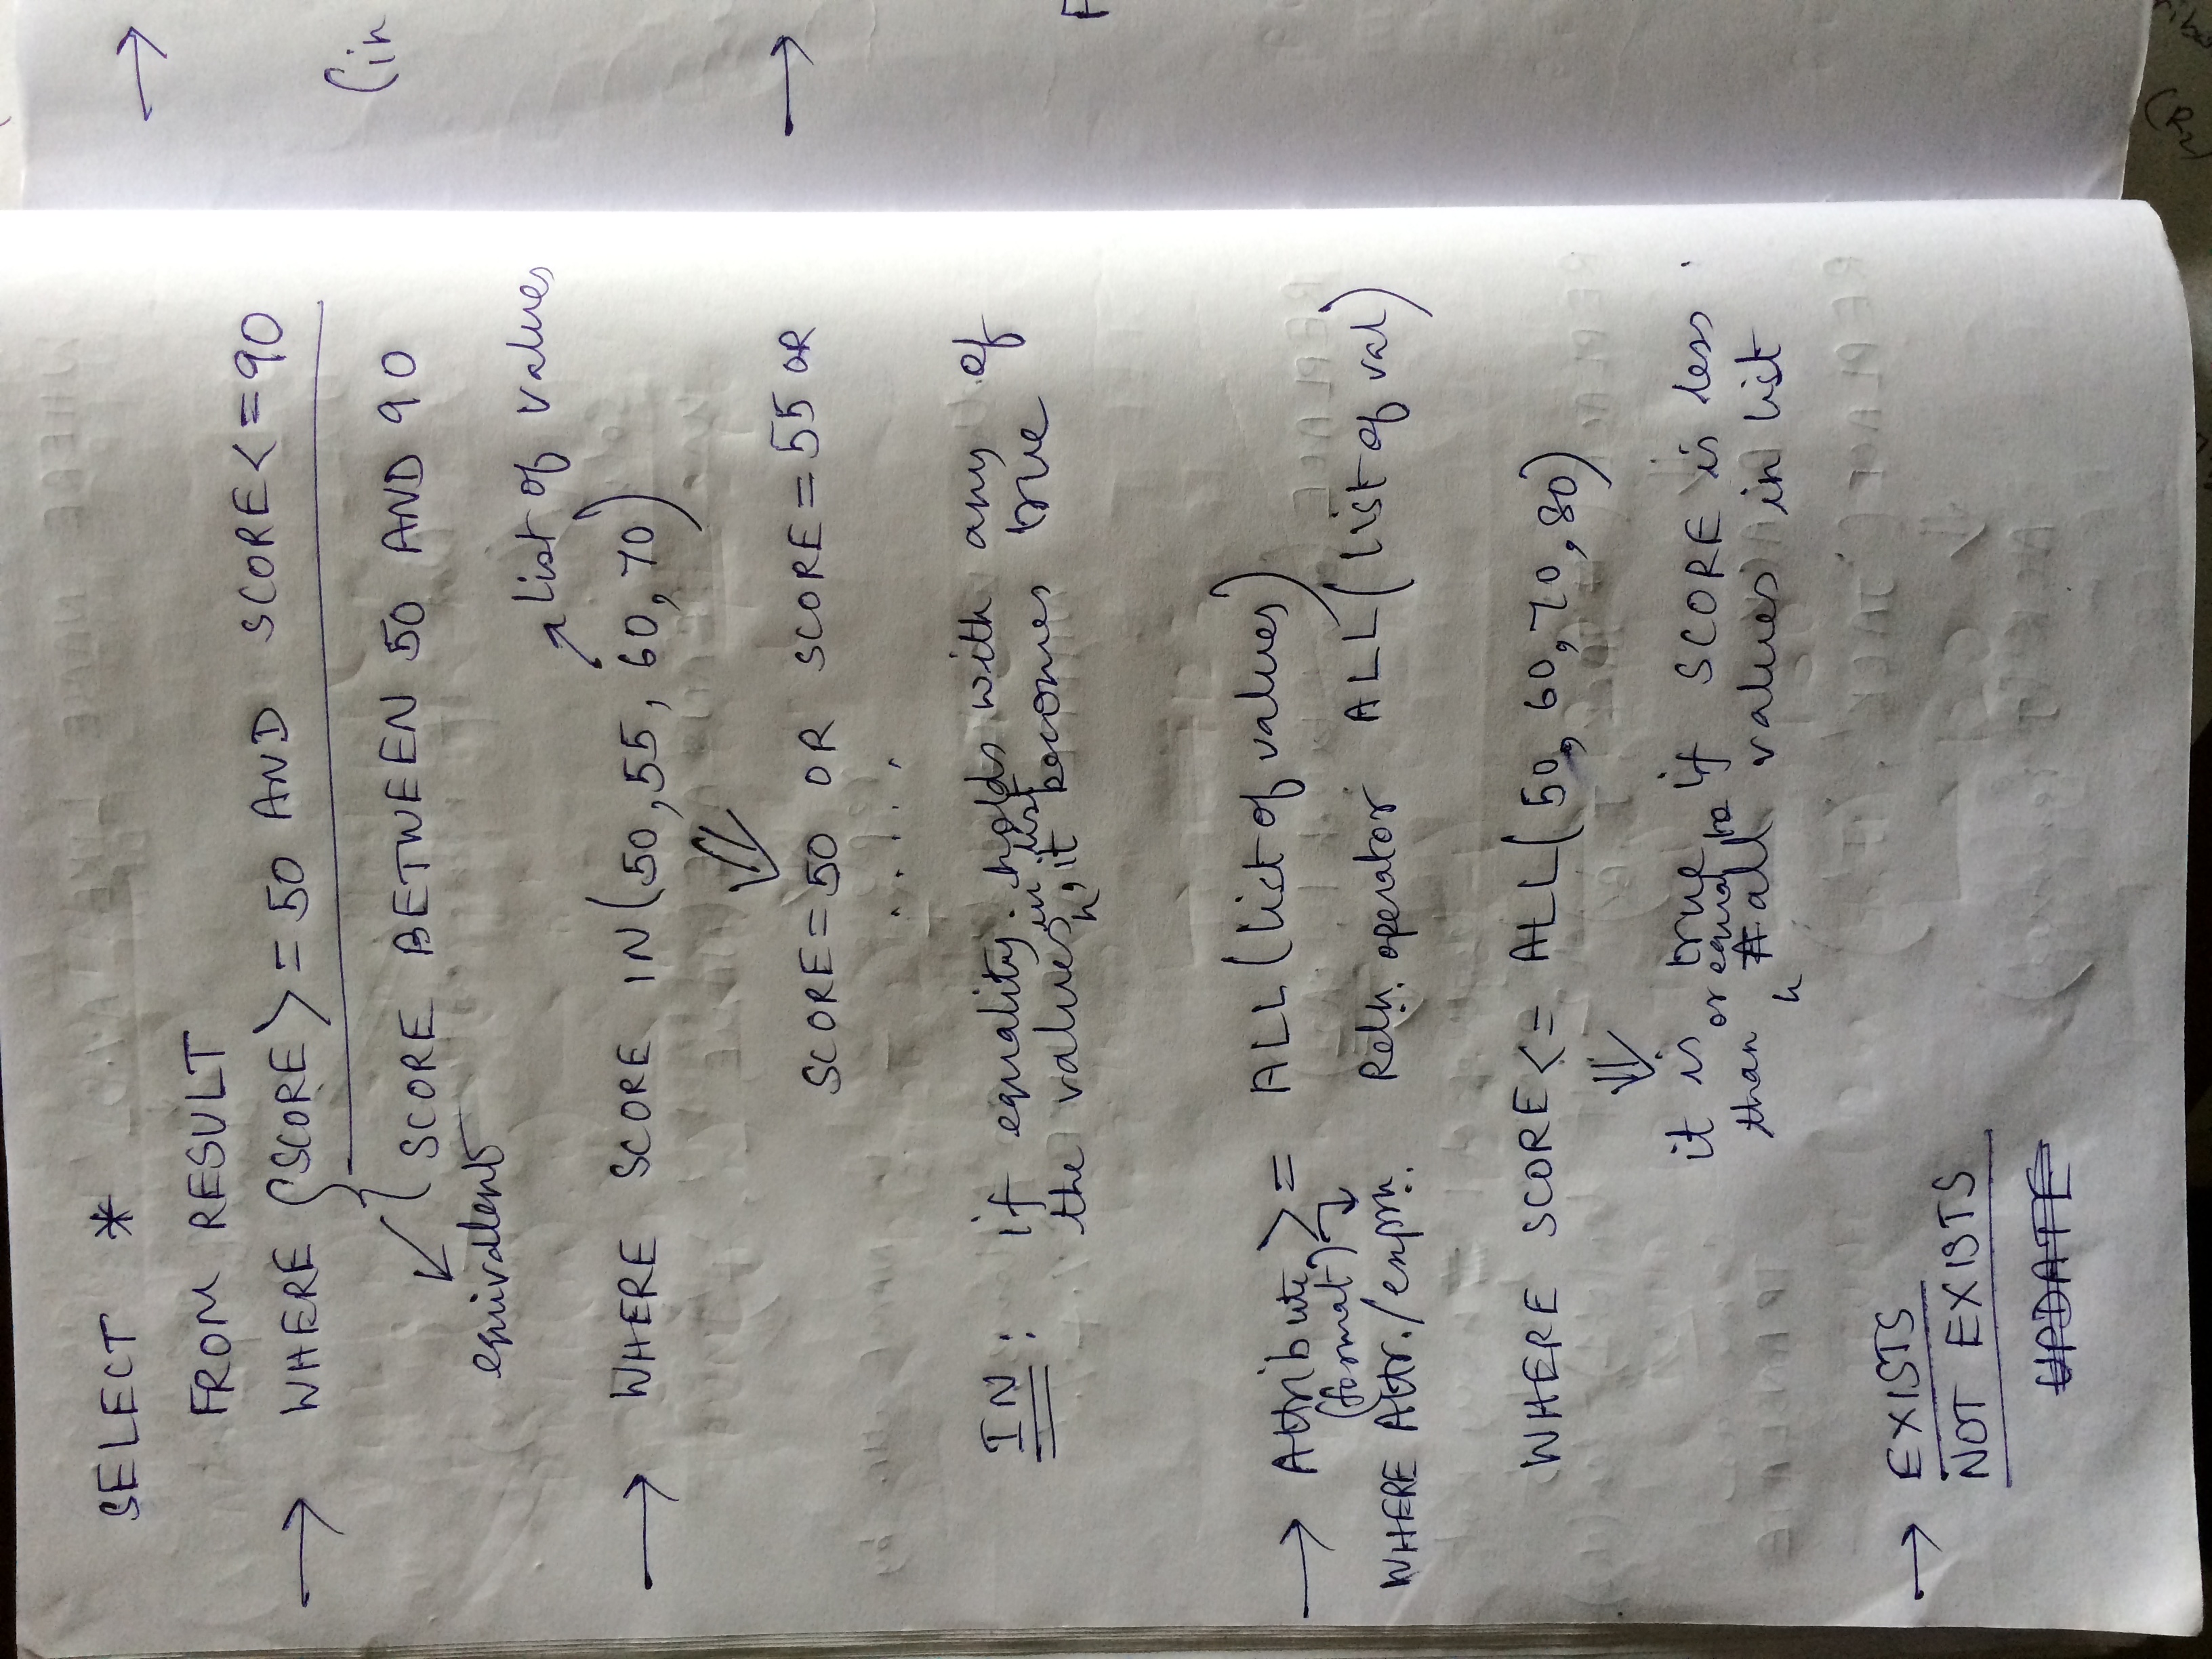 SELECT *
FROM RESULT
→ WHERE { SCORE >= 50 AND SCORE <= 90
SCORE BETWEEN 50 AND 90
equivalent
list of values
→ WHERE SCORE IN (50, 55, 60, 70)
⇓
SCORE = 50 OR SCORE = 55 OR
. . . . .
IN : if equality holds with any of
the values in list, it becomes true
→ Attribute >= ALL (list of values)
(format)
WHERE Attr./expn. Reln. operator ALL (list of val)
WHERE SCORE <= ALL (50, 60, 70, 80)
⇓
it is true if SCORE is less
than or equal to all values in list
→ EXISTS
NOT EXISTS
UPDATE
→
(in
→
F